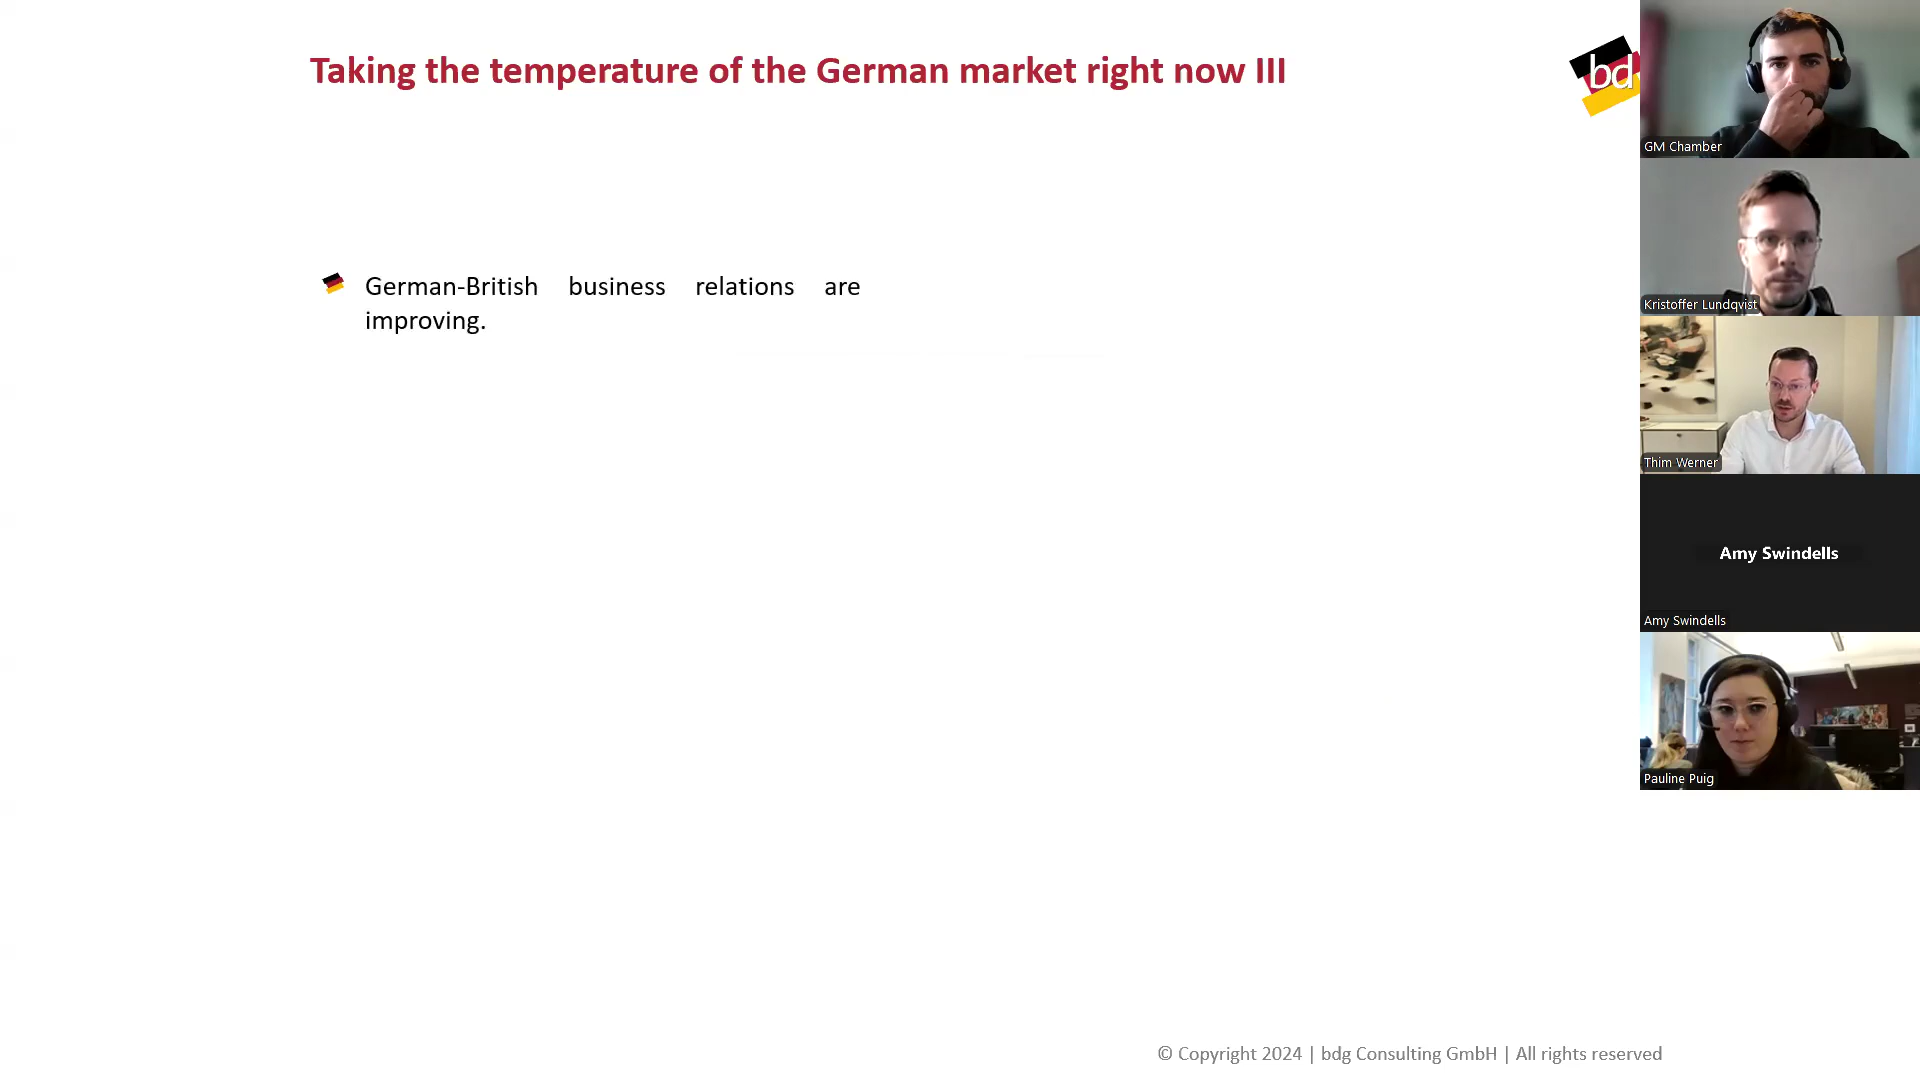 Taking the temperature of the German market right now III
bd
German-British business relations are
improving.
GM Chamber
Kristoffer Lundqvist
Thim Werner
Amy Swindells
Amy Swindells
Pauline Puig
© Copyright 2024 | bdg Consulting GmbH | All rights reserved